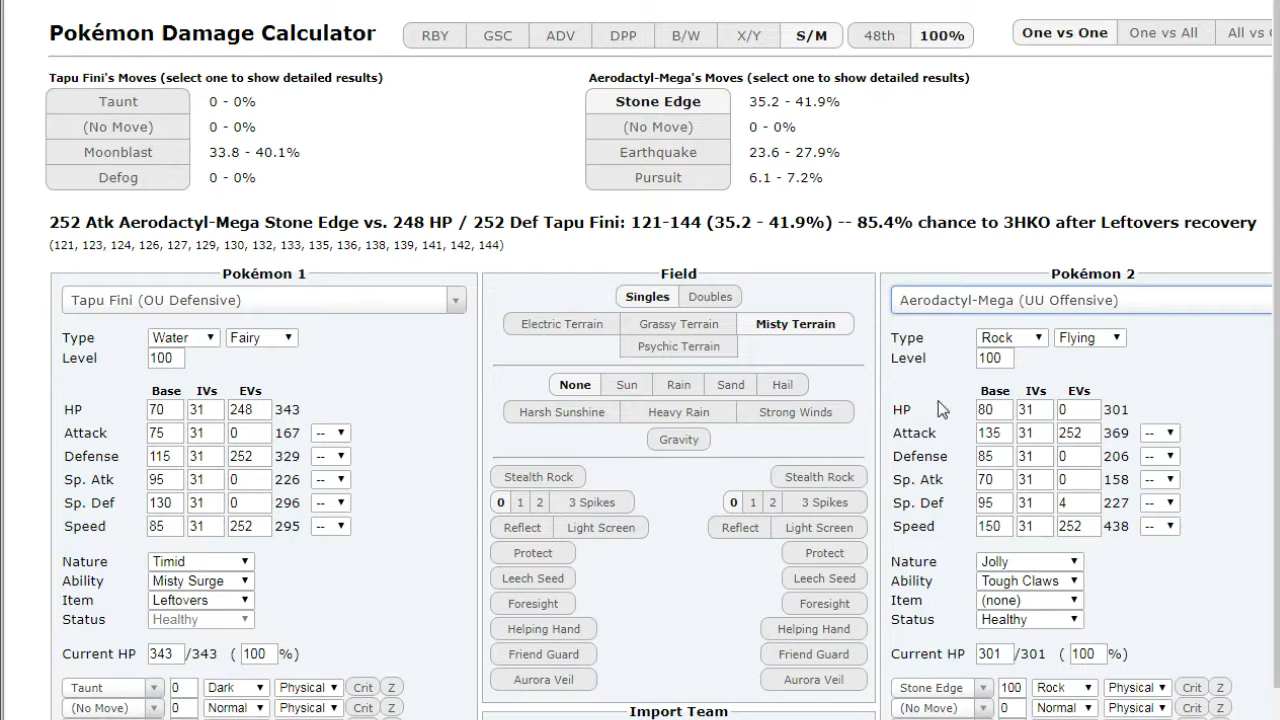 Pokémon Damage Calculator RBY GSC ADV DPP B/W X/Y S/M 48th 100% One vs One One vs All All vs
Tapu Fini's Moves (select one to show detailed results) Aerodactyl-Mega's Moves (select one to show detailed results)
Taunt 0 - 0% Stone Edge 35.2 - 41.9%
(No Move) 0 - 0% (No Move) 0 - 0%
Moonblast 33.8 - 40.1% Earthquake 23.6 - 27.9%
Defog 0 - 0% Pursuit 6.1 - 7.2%
252 Atk Aerodactyl-Mega Stone Edge vs. 248 HP / 252 Def Tapu Fini: 121-144 (35.2 - 41.9%) -- 85.4% chance to 3HKO after Leftovers recovery
(121, 123, 124, 126, 127, 129, 130, 132, 133, 135, 136, 138, 139, 141, 142, 144)
Pokémon 1
Tapu Fini (OU Defensive)
Type Water Fairy
Level 100
Base IVs EVs
HP 70 31 248 343
Attack 75 31 0 167 --
Defense 115 31 252 329 --
Sp. Atk 95 31 0 226 --
Sp. Def 130 31 0 296 --
Speed 85 31 252 295 --
Nature Timid
Ability Misty Surge
Item Leftovers
Status Healthy
Current HP 343 /343 ( 100 %)
Taunt 0 Dark Physical Crit Z
(No Move) 0 Normal Physical Crit Z
Field
Singles Doubles
Electric Terrain Grassy Terrain Misty Terrain
Psychic Terrain
None Sun Rain Sand Hail
Harsh Sunshine Heavy Rain Strong Winds
Gravity
Stealth Rock Stealth Rock
0 1 2 3 Spikes 0 1 2 3 Spikes
Reflect Light Screen Reflect Light Screen
Protect Protect
Leech Seed Leech Seed
Foresight Foresight
Helping Hand Helping Hand
Friend Guard Friend Guard
Aurora Veil Aurora Veil
Import Team
Pokémon 2
Aerodactyl-Mega (UU Offensive)
Type Rock Flying
Level 100
Base IVs EVs
HP 80 31 0 301
Attack 135 31 252 369 --
Defense 85 31 0 206 --
Sp. Atk 70 31 0 158 --
Sp. Def 95 31 4 227 --
Speed 150 31 252 438 --
Nature Jolly
Ability Tough Claws
Item (none)
Status Healthy
Current HP 301 /301 ( 100 %)
Stone Edge 100 Rock Physical Crit Z
(No Move) 0 Normal Physical Crit Z